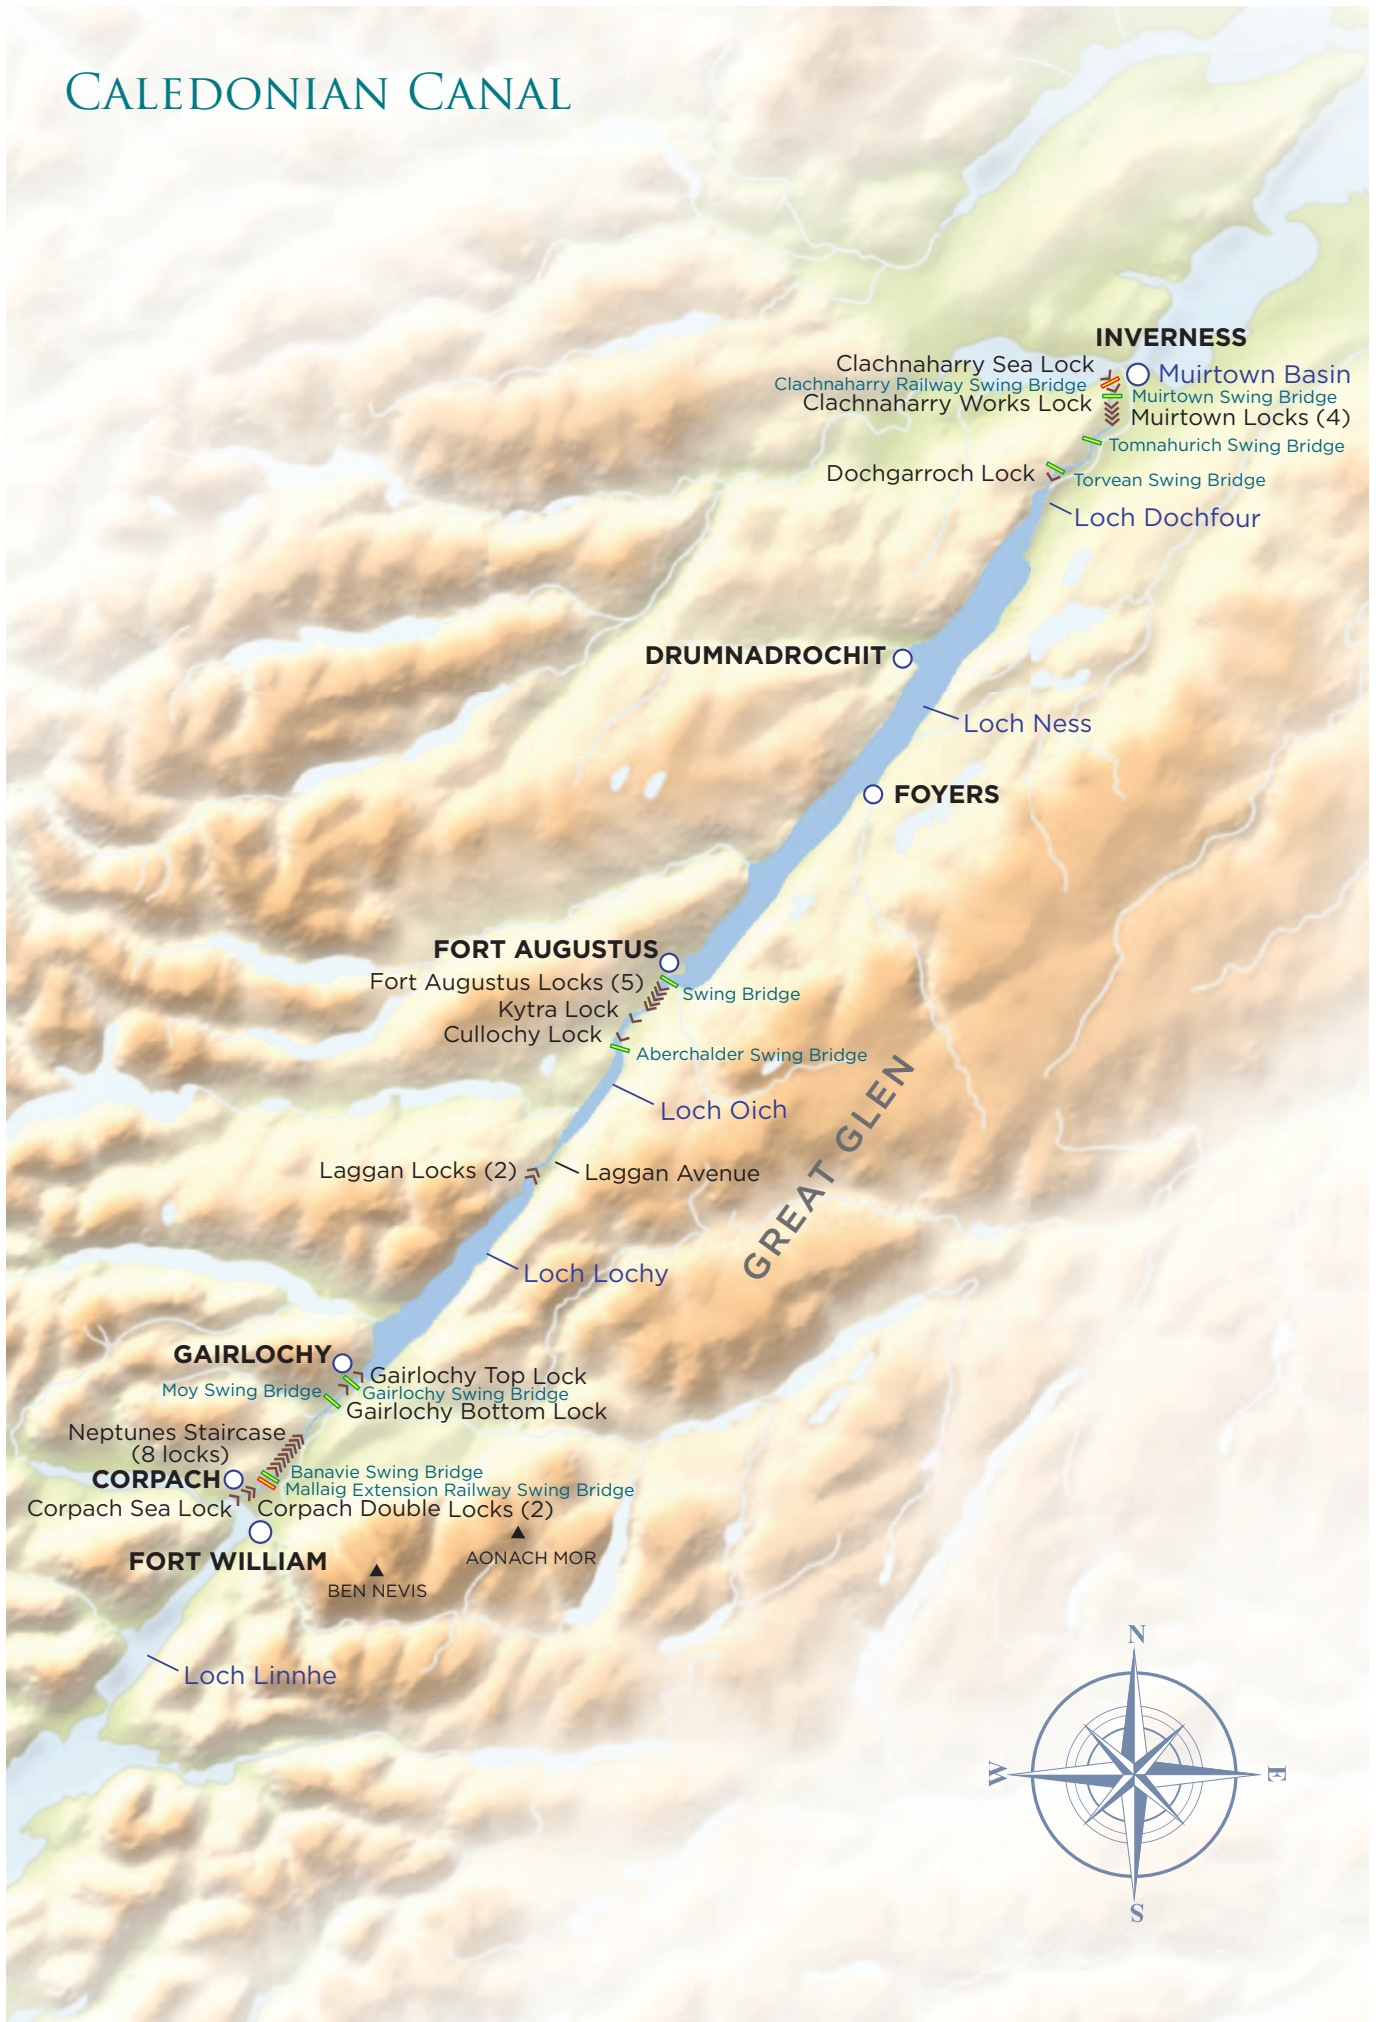 CALEDONIAN CANAL
INVERNESS
Clachnaharry Sea Lock
Muirtown Basin
Clachnaharry Railway Swing Bridge
Muirtown Swing Bridge
Clachnaharry Works Lock
Muirtown Locks (4)
Tomnahurich Swing Bridge
Dochgarroch Lock
Torvean Swing Bridge
Loch Dochfour
DRUMNADROCHIT
Loch Ness
FOYERS
FORT AUGUSTUS
Fort Augustus Locks (5)
Swing Bridge
Kytra Lock
Cullochy Lock
Aberchalder Swing Bridge
Loch Oich
GREAT GLEN
Laggan Locks (2)
Laggan Avenue
Loch Lochy
GAIRLOCHY
Gairlochy Top Lock
Moy Swing Bridge
Gairlochy Swing Bridge
Gairlochy Bottom Lock
Neptunes Staircase
(8 locks)
Banavie Swing Bridge
CORPACH
Mallaig Extension Railway Swing Bridge
Corpach Sea Lock
Corpach Double Locks (2)
FORT WILLIAM
AONACH MOR
BEN NEVIS
Loch Linnhe
N
W
E
S